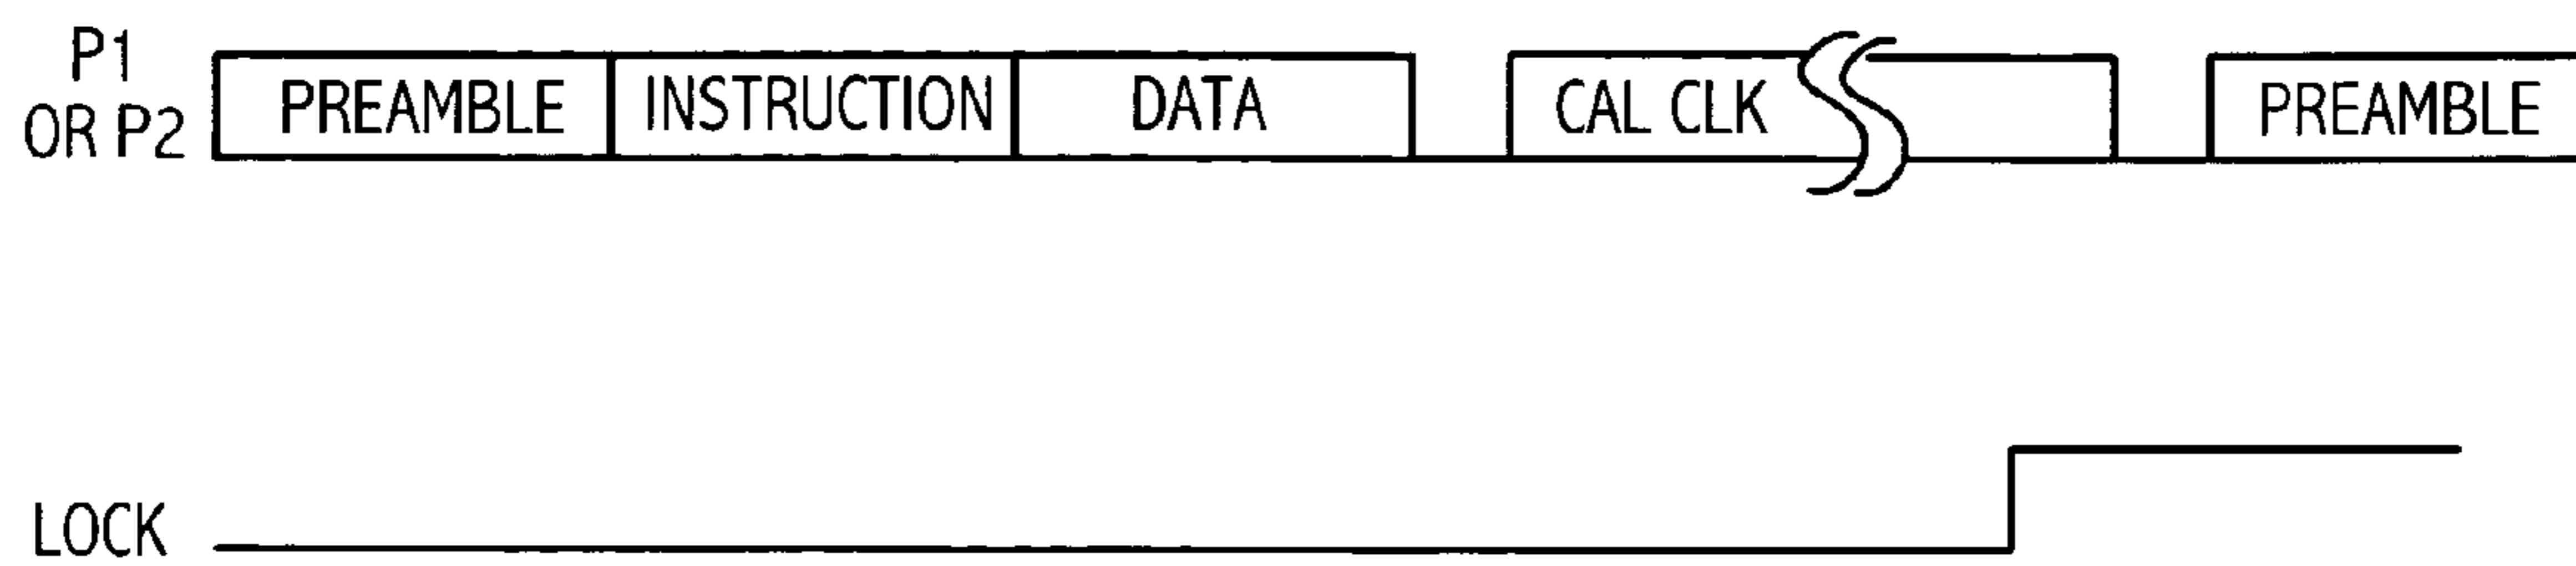 P1
OR P2
PREAMBLE INSTRUCTION DATA CAL CLK PREAMBLE
LOCK